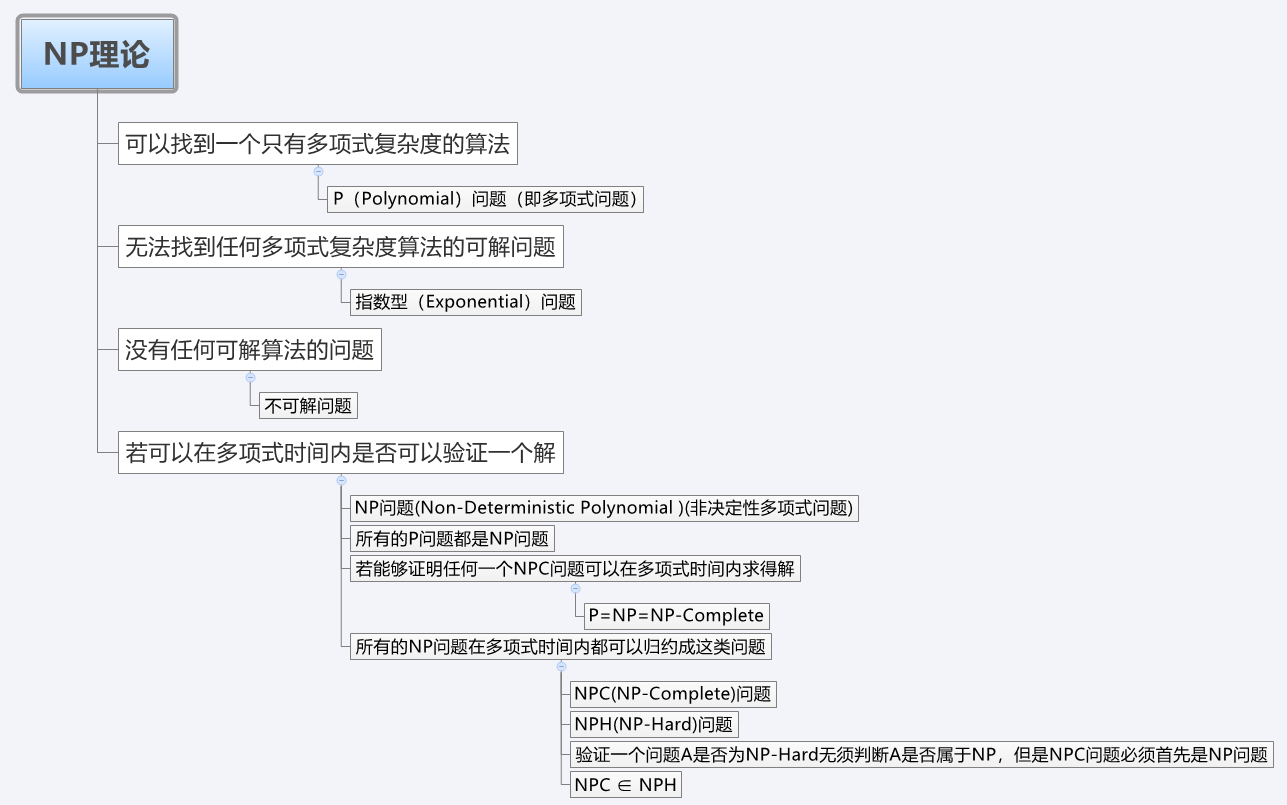 NP理论
可以找到一个只有多项式复杂度的算法
P（Polynomial）问题（即多项式问题）
无法找到任何多项式复杂度算法的可解问题
指数型（Exponential）问题
没有任何可解算法的问题
不可解问题
若可以在多项式时间内是否可以验证一个解
NP问题(Non-Deterministic Polynomial )(非决定性多项式问题)
所有的P问题都是NP问题
若能够证明任何一个NPC问题可以在多项式时间内求得解
P=NP=NP-Complete
所有的NP问题在多项式时间内都可以归约成这类问题
NPC(NP-Complete)问题
NPH(NP-Hard)问题
验证一个问题A是否为NP-Hard无须判断A是否属于NP，但是NPC问题必须首先是NP问题
NPC ∈ NPH